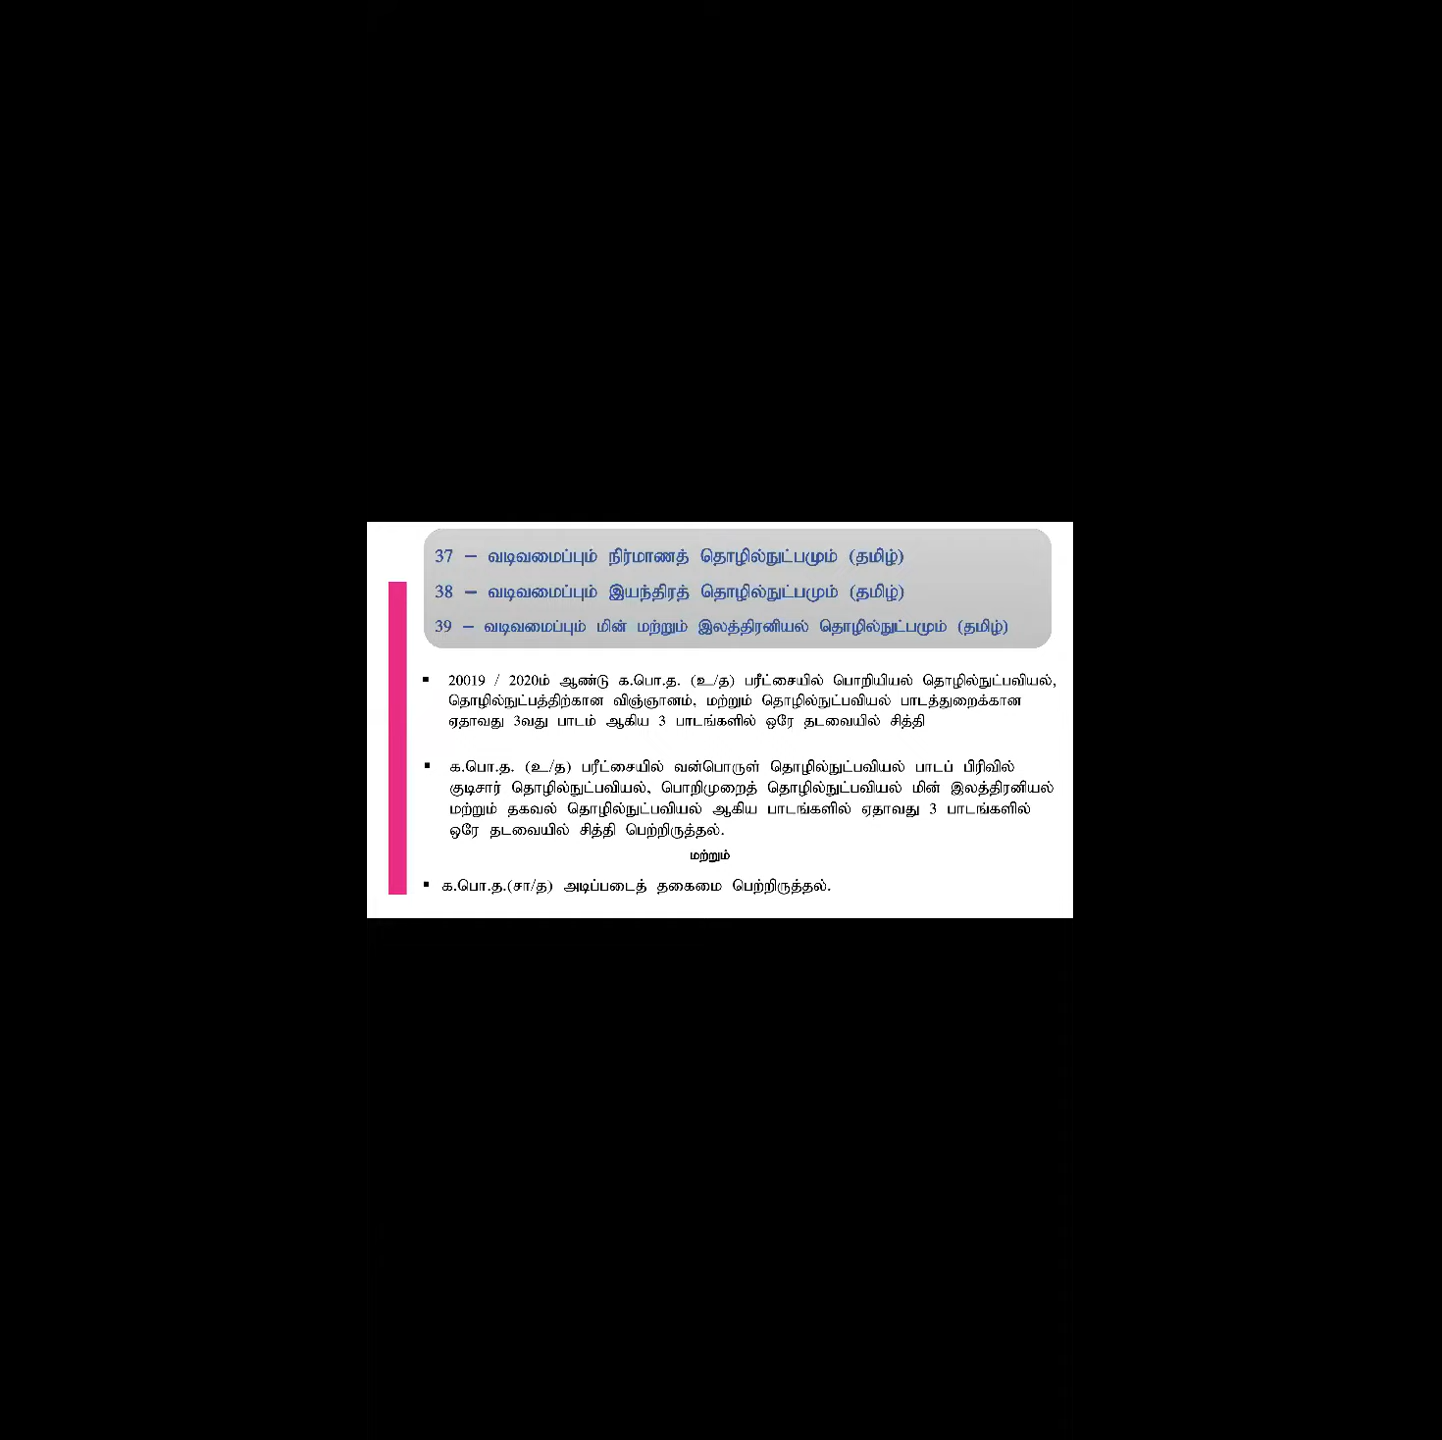 37 – வடிவமைப்பும் நிர்மாணத் தொழில்நுட்பமும் (தமிழ்)
38 – வடிவமைப்பும் இயந்திரத் தொழில்நுட்பமும் (தமிழ்)
39 – வடிவமைப்பும் மின் மற்றும் இலத்திரனியல் தொழில்நுட்பமும் (தமிழ்)
▪ 20019 / 2020ம் ஆண்டு க.பொ.த. (உ/த) பரீட்சையில் பொறியியல் தொழில்நுட்பவியல்,
தொழில்நுட்பத்திற்கான விஞ்ஞானம், மற்றும் தொழில்நுட்பவியல் பாடத்துறைக்கான
ஏதாவது 3வது பாடம் ஆகிய 3 பாடங்களில் ஒரே தடவையில் சித்தி
▪ க.பொ.த. (உ/த) பரீட்சையில் வன்பொருள் தொழில்நுட்பவியல் பாடப் பிரிவில்
குடிசார் தொழில்நுட்பவியல், பொறிமுறைத் தொழில்நுட்பவியல் மின் இலத்திரனியல்
மற்றும் தகவல் தொழில்நுட்பவியல் ஆகிய பாடங்களில் ஏதாவது 3 பாடங்களில்
ஒரே தடவையில் சித்தி பெற்றிருத்தல்.
மற்றும்
▪ க.பொ.த.(சா/த) அடிப்படைத் தகைமை பெற்றிருத்தல்.